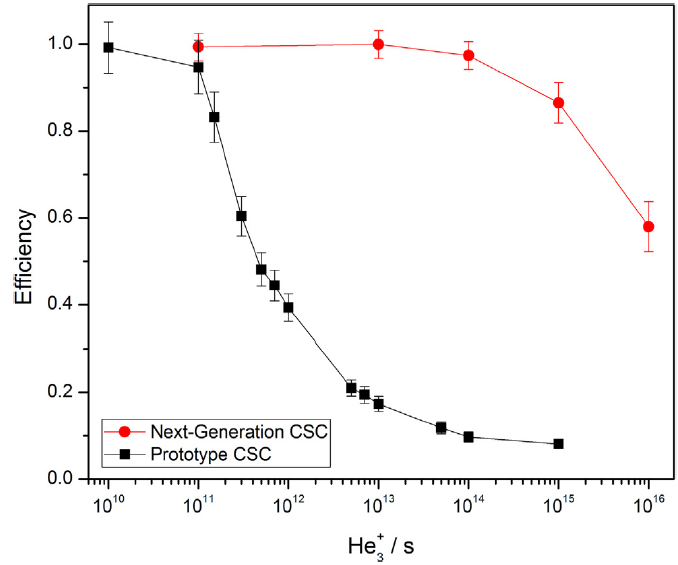 Efficiency
1.0
0.8
0.6
0.4
0.2
0.0
Next-Generation CSC
Prototype CSC
10¹⁰ 10¹¹ 10¹² 10¹³ 10¹⁴ 10¹⁵ 10¹⁶
He₃⁺ / s